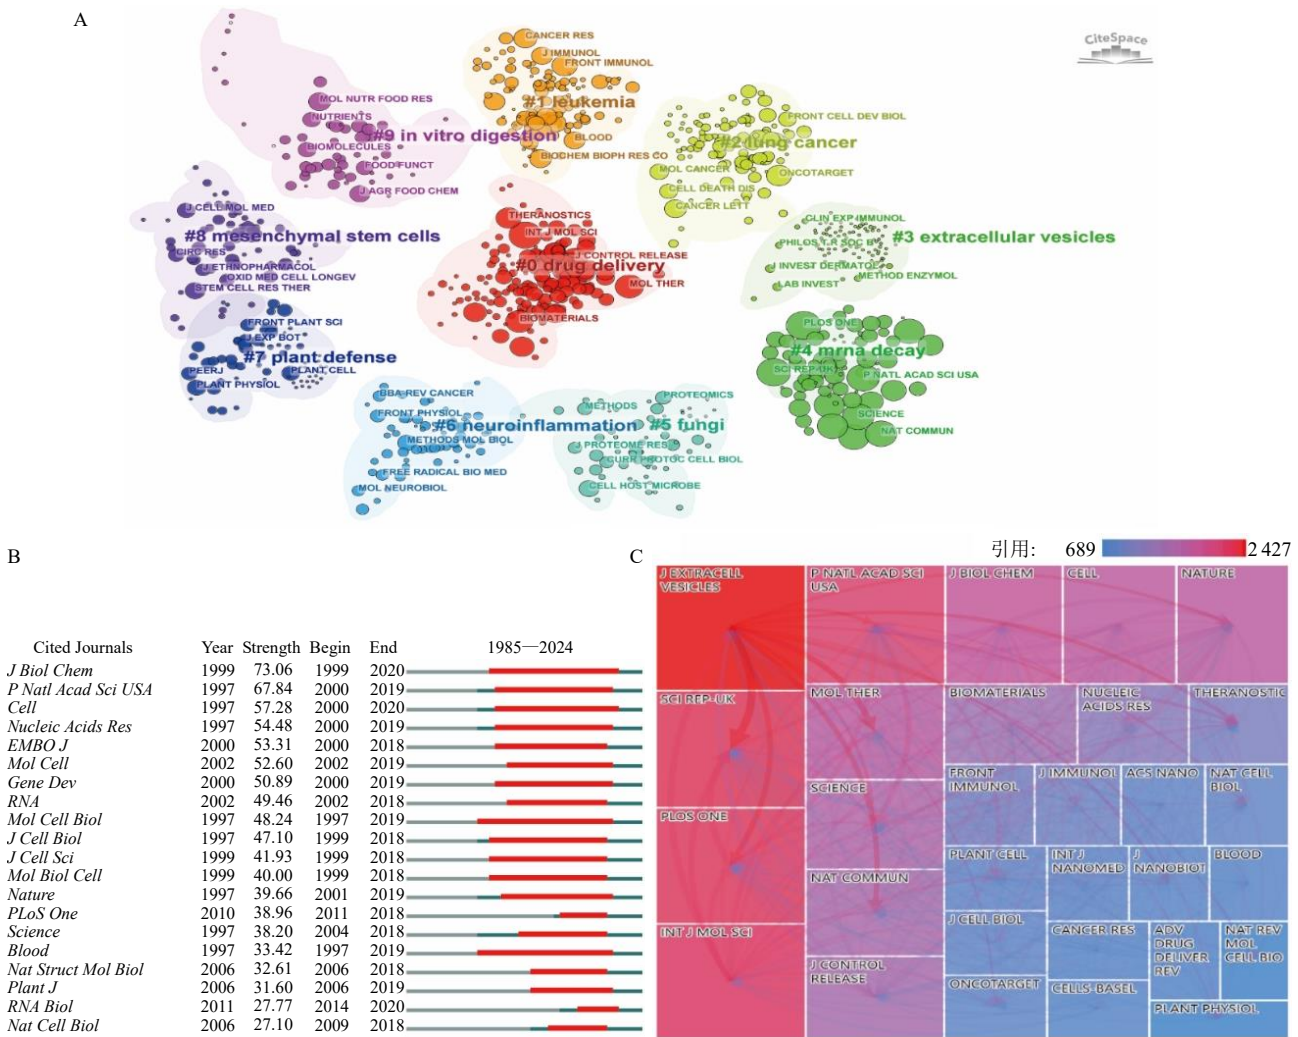 A
CiteSpace
CANCER RES
J IMMUNOL
FRONT IMMUNOL
#1 leukemia
BLOOD
BIOCHEM BIOPH RES CO
MOL NUTR FOOD RES
NUTRIENTS
#9 in vitro digestion
BIOMOLECULES
FOOD FUNCT
J AGR FOOD CHEM
FRONT CELL DEV BIOL
#2 lung cancer
MOL CANCER
ONCOTARGET
CELL DEATH DIS
CANCER LETT
J CELL MOL MED
#8 mesenchymal stem cells
CIRC RES
J ETHNOPHARMACOL
OXID MED CELL LONGEV
STEM CELL RES THER
THERANOSTICS
INT J MOL SCI
J CONTROL RELEASE
#0 drug delivery
MOL THER
BIOMATERIALS
CLIN EXP IMMUNOL
#3 extracellular vesicles
PHILOS T R SOC B
J INVEST DERMATOL
METHOD ENZYMOL
LAB INVEST
FRONT PLANT SCI
J EXP BOT
#7 plant defense
PEERJ
PLANT CELL
PLANT PHYSIOL
PLOS ONE
#4 mrna decay
SCI REP-UK
P NATL ACAD SCI USA
SCIENCE
NAT COMMUN
BBA-REV CANCER
FRONT PHYSIOL
#6 neuroinflammation
METHODS MOL BIOL
FREE RADICAL BIO MED
MOL NEUROBIOL
PROTEOMICS
METHODS
#5 fungi
J PROTEOME RES
CURR PROTOC CELL BIOL
CELL HOST MICROBE
B
Cited Journals Year Strength Begin End 1985—2024
J Biol Chem 1999 73.06 1999 2020
P Natl Acad Sci USA 1997 67.84 2000 2019
Cell 1997 57.28 2000 2020
Nucleic Acids Res 1997 54.48 2000 2019
EMBO J 2000 53.31 2000 2018
Mol Cell 2002 52.60 2002 2019
Gene Dev 2000 50.89 2000 2019
RNA 2002 49.46 2002 2018
Mol Cell Biol 1997 48.24 1997 2019
J Cell Biol 1997 47.10 1999 2018
J Cell Sci 1999 41.93 1999 2018
Mol Biol Cell 1999 40.00 1999 2018
Nature 1997 39.66 2001 2019
PLoS One 2010 38.96 2011 2018
Science 1997 38.20 2004 2018
Blood 1997 33.42 1997 2019
Nat Struct Mol Biol 2006 32.61 2006 2018
Plant J 2006 31.60 2006 2019
RNA Biol 2011 27.77 2014 2020
Nat Cell Biol 2006 27.10 2009 2018
C
引用: 689 2 427
J EXTRACELL
VESICLES
P NATL ACAD SCI
USA
J BIOL CHEM
CELL
NATURE
SCI REP-UK
MOL THER
BIOMATERIALS
NUCLEIC
ACIDS RES
THERANOSTIC
SCIENCE
FRONT
IMMUNOL
J IMMUNOL
ACS NANO
NAT CELL
BIOL
PLOS ONE
NAT COMMUN
PLANT CELL
INT J
NANOMED
J
NANOBIOT
BLOOD
INT J MOL SCI
J CONTROL
RELEASE
J CELL BIOL
CANCER RES
ADV
DRUG
DELIVER
REV
NAT REV
MOL
CELL BIO
ONCOTARGET
CELLS-BASEL
PLANT PHYSIOL